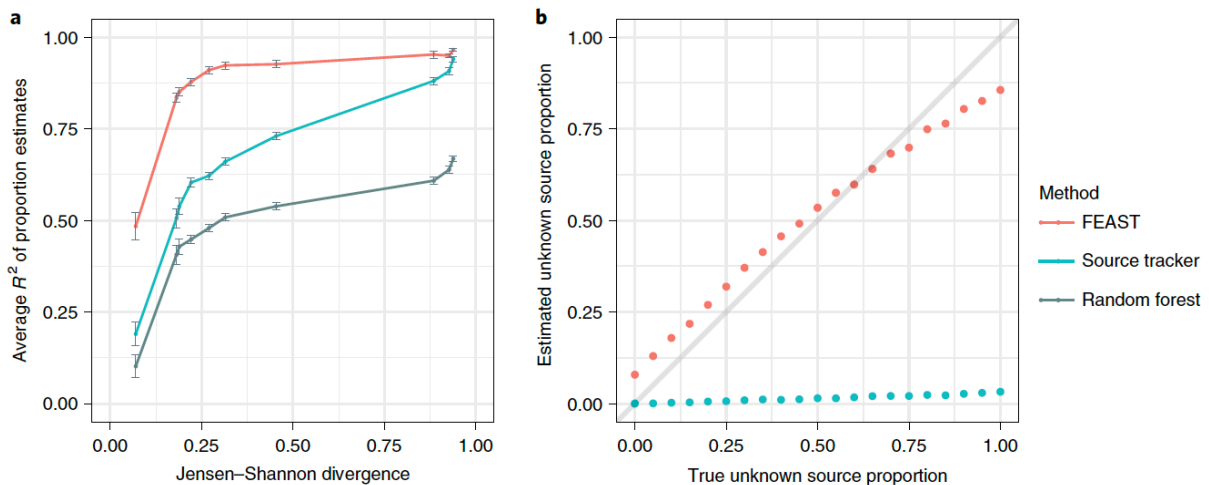 a
1.00
0.75
0.50
0.25
0.00
Average R² of proportion estimates
0.00 0.25 0.50 0.75 1.00
Jensen–Shannon divergence
b
1.00
0.75
0.50
0.25
0.00
Estimated unknown source proportion
0.00 0.25 0.50 0.75 1.00
True unknown source proportion
Method
FEAST
Source tracker
Random forest